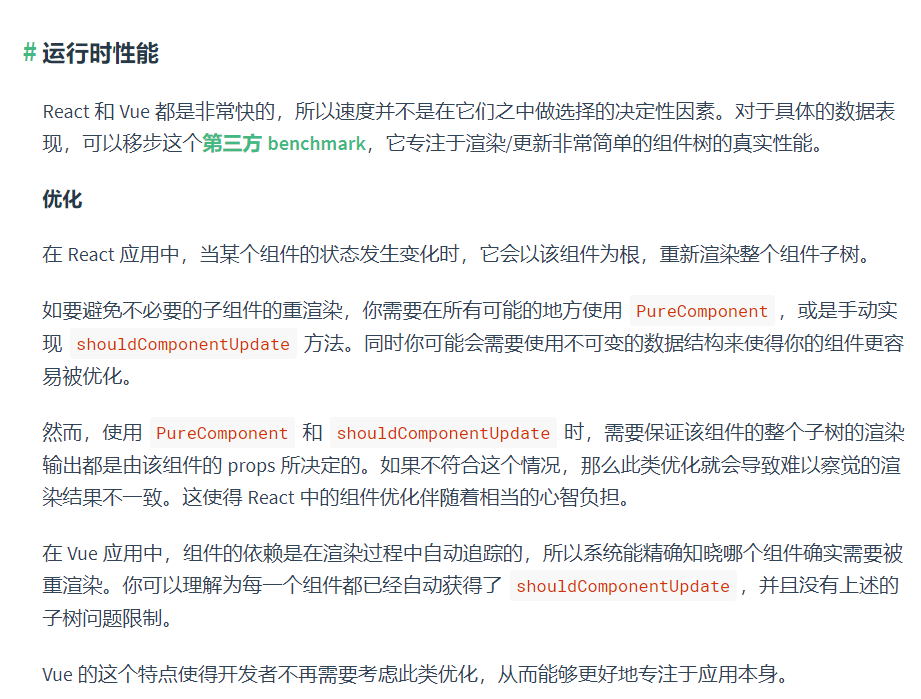 # 运行时性能
React 和 Vue 都是非常快的，所以速度并不是在它们之中做选择的决定性因素。对于具体的数据表
现，可以移步这个第三方 benchmark，它专注于渲染/更新非常简单的组件树的真实性能。
优化
在 React 应用中，当某个组件的状态发生变化时，它会以该组件为根，重新渲染整个组件子树。
如要避免不必要的子组件的重渲染，你需要在所有可能的地方使用 PureComponent ，或是手动实
现 shouldComponentUpdate 方法。同时你可能会需要使用不可变的数据结构来使得你的组件更容
易被优化。
然而，使用 PureComponent 和 shouldComponentUpdate 时，需要保证该组件的整个子树的渲染
输出都是由该组件的 props 所决定的。如果不符合这个情况，那么此类优化就会导致难以察觉的渲
染结果不一致。这使得 React 中的组件优化伴随着相当的心智负担。
在 Vue 应用中，组件的依赖是在渲染过程中自动追踪的，所以系统能精确知晓哪个组件确实需要被
重渲染。你可以理解为每一个组件都已经自动获得了 shouldComponentUpdate ，并且没有上述的
子树问题限制。
Vue 的这个特点使得开发者不再需要考虑此类优化，从而能够更好地专注于应用本身。